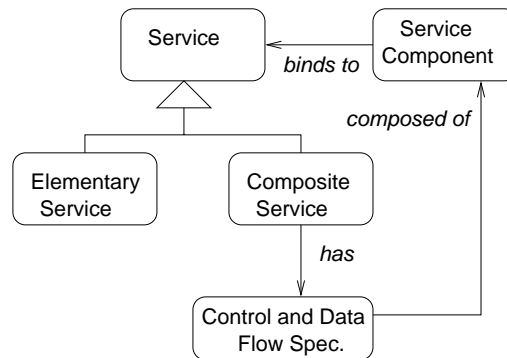 Service
Service
Component
binds to
composed of
Elementary
Service
Composite
Service
has
Control and Data
Flow Spec.